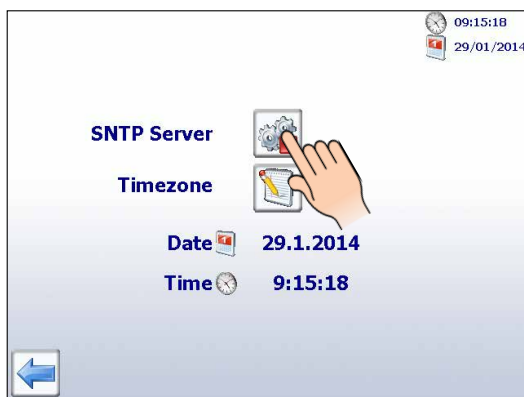 09:15:18
29/01/2014
SNTP Server
Timezone
Date 29.1.2014
Time 9:15:18